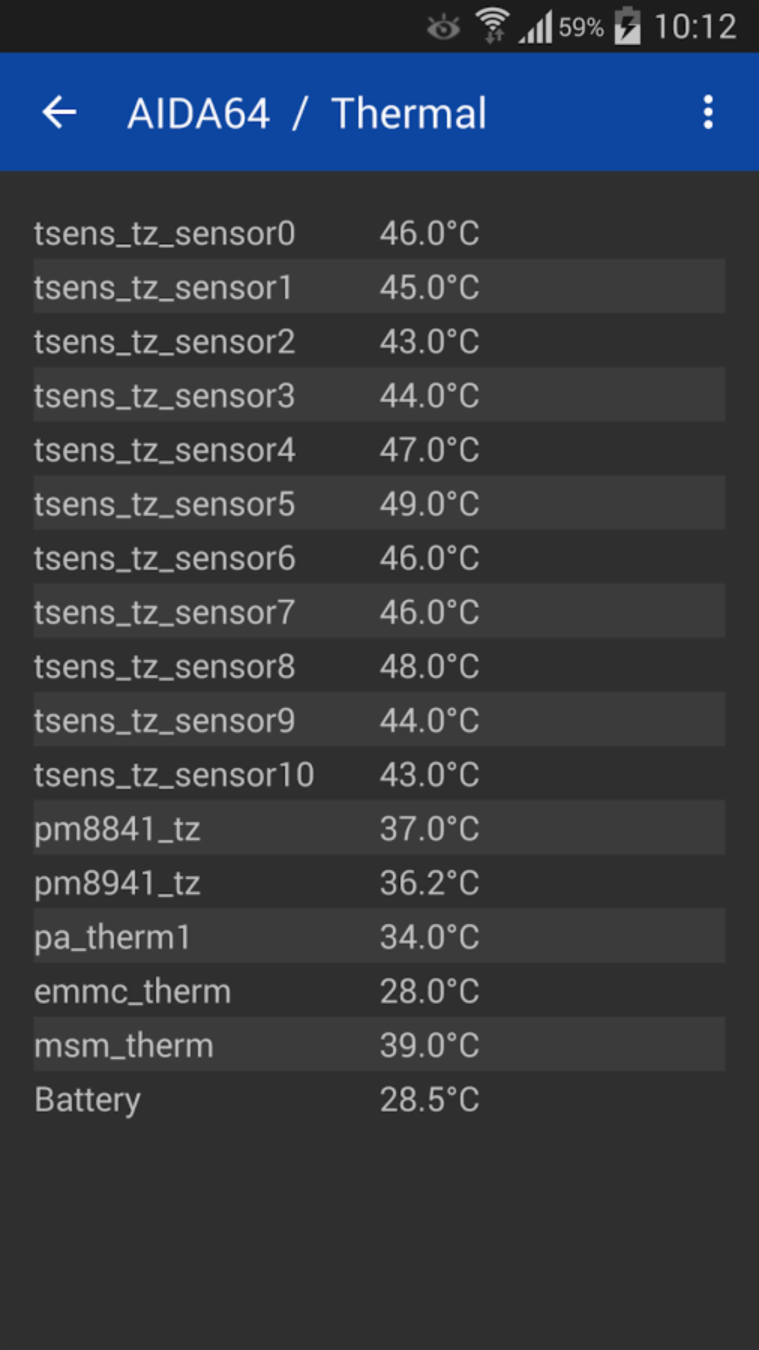 59% 10:12
AIDA64 / Thermal
tsens_tz_sensor0 46.0°C
tsens_tz_sensor1 45.0°C
tsens_tz_sensor2 43.0°C
tsens_tz_sensor3 44.0°C
tsens_tz_sensor4 47.0°C
tsens_tz_sensor5 49.0°C
tsens_tz_sensor6 46.0°C
tsens_tz_sensor7 46.0°C
tsens_tz_sensor8 48.0°C
tsens_tz_sensor9 44.0°C
tsens_tz_sensor10 43.0°C
pm8841_tz 37.0°C
pm8941_tz 36.2°C
pa_therm1 34.0°C
emmc_therm 28.0°C
msm_therm 39.0°C
Battery 28.5°C